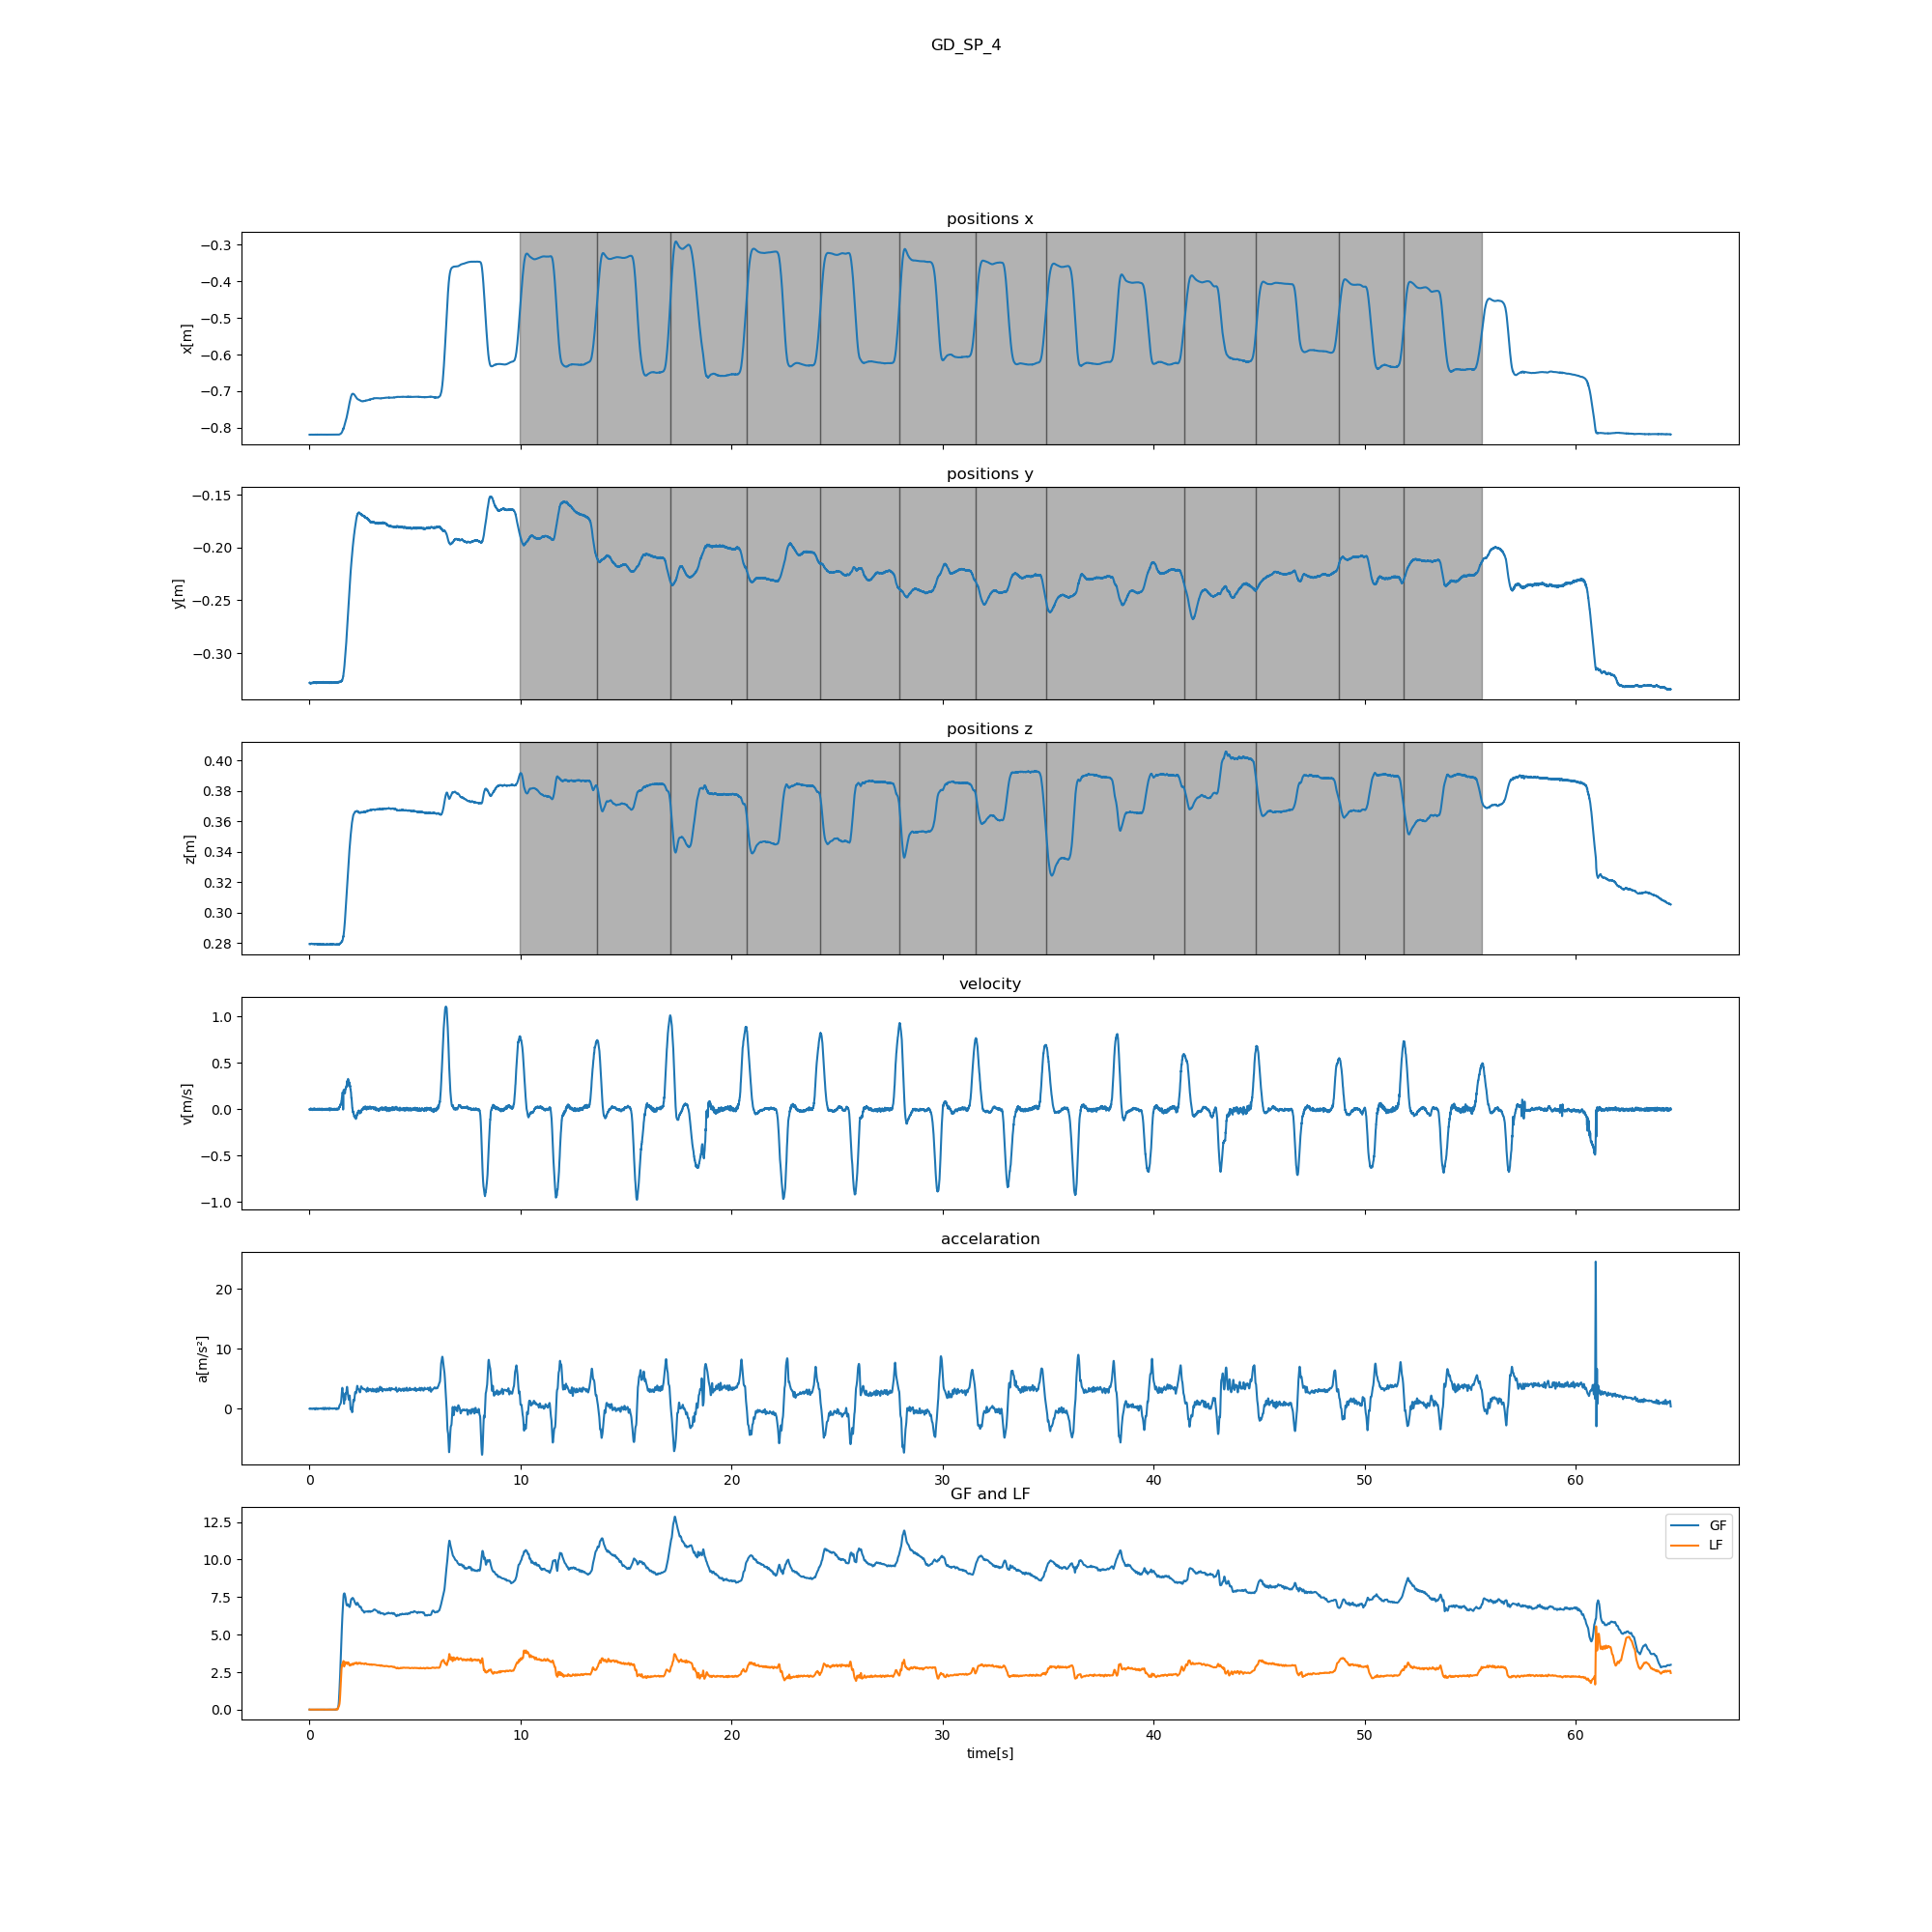 GD_SP_4
positions x
−0.3
−0.4
−0.5
−0.6
−0.7
−0.8
x[m]
positions y
−0.15
−0.20
−0.25
−0.30
y[m]
positions z
0.40
0.38
0.36
0.34
0.32
0.30
0.28
z[m]
velocity
1.0
0.5
0.0
−0.5
−1.0
v[m/s]
accelaration
20
10
0
a[m/s²]
0 10 20 30 40 50 60
GF and LF
12.5
10.0
7.5
5.0
2.5
0.0
GF
LF
0 10 20 30 40 50 60
time[s]